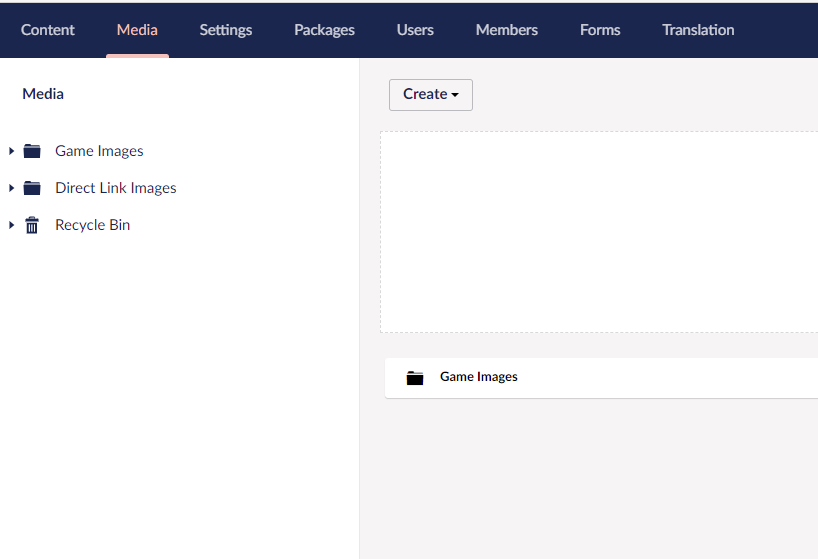 Content Media Settings Packages Users Members Forms Translation
Media
Create
Game Images
Direct Link Images
Recycle Bin
Game Images